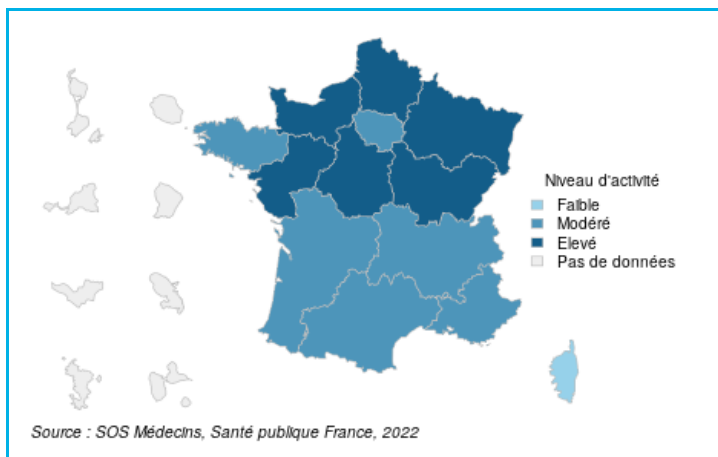 Niveau d'activité
Faible
Modéré
Elevé
Pas de données
Source : SOS Médecins, Santé publique France, 2022